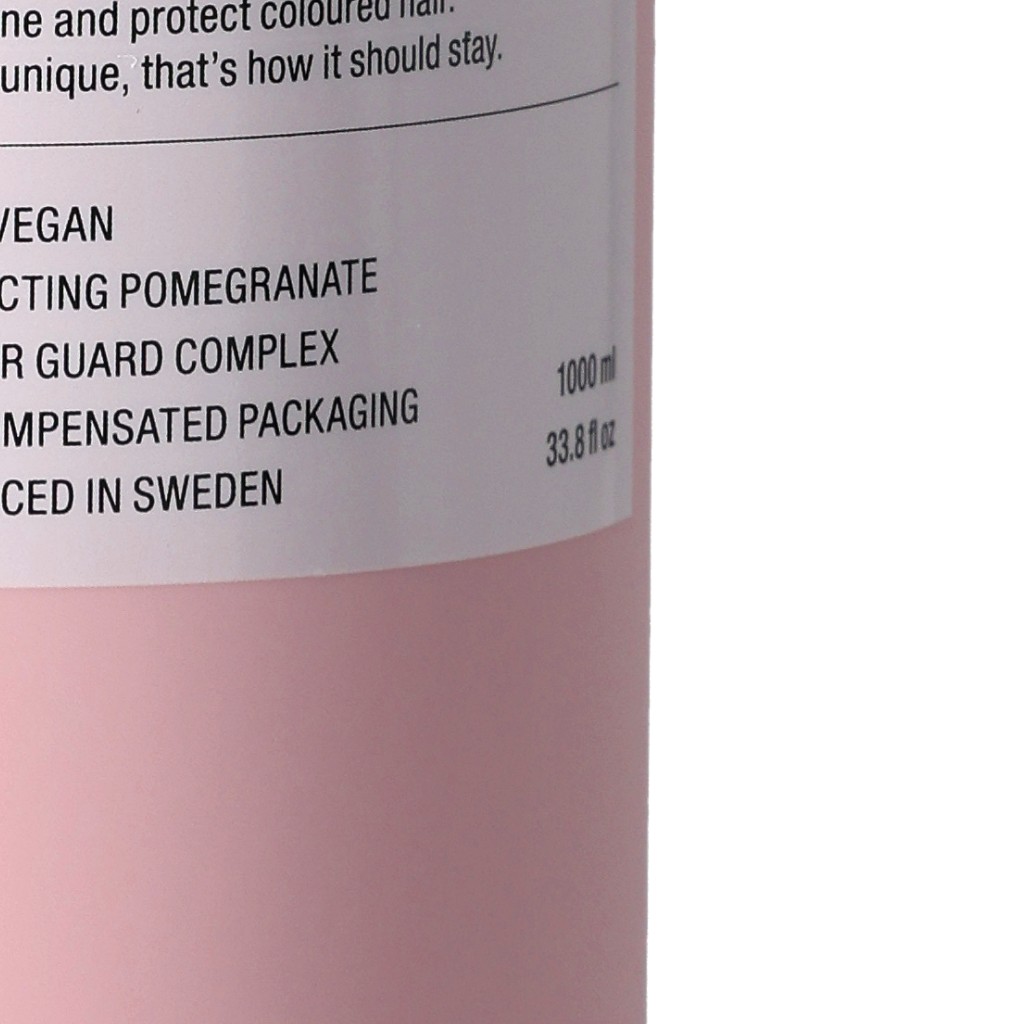 ne and protect coloured hair.
unique, that's how it should stay.
VEGAN
CTING POMEGRANATE
R GUARD COMPLEX
MPENSATED PACKAGING
CED IN SWEDEN
1000 ml
33.8 fl oz